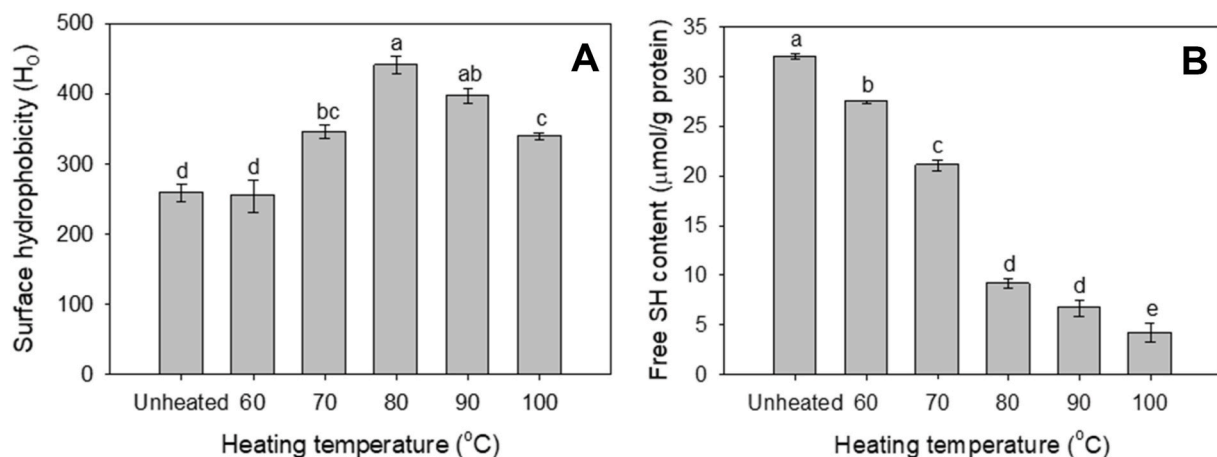 A
Surface hydrophobicity (H₀)
500
400
300
200
100
0
d
d
bc
a
ab
c
Unheated 60 70 80 90 100
Heating temperature (°C)
B
Free SH content (μmol/g protein)
35
30
25
20
15
10
5
0
a
b
c
d
d
e
Unheated 60 70 80 90 100
Heating temperature (°C)